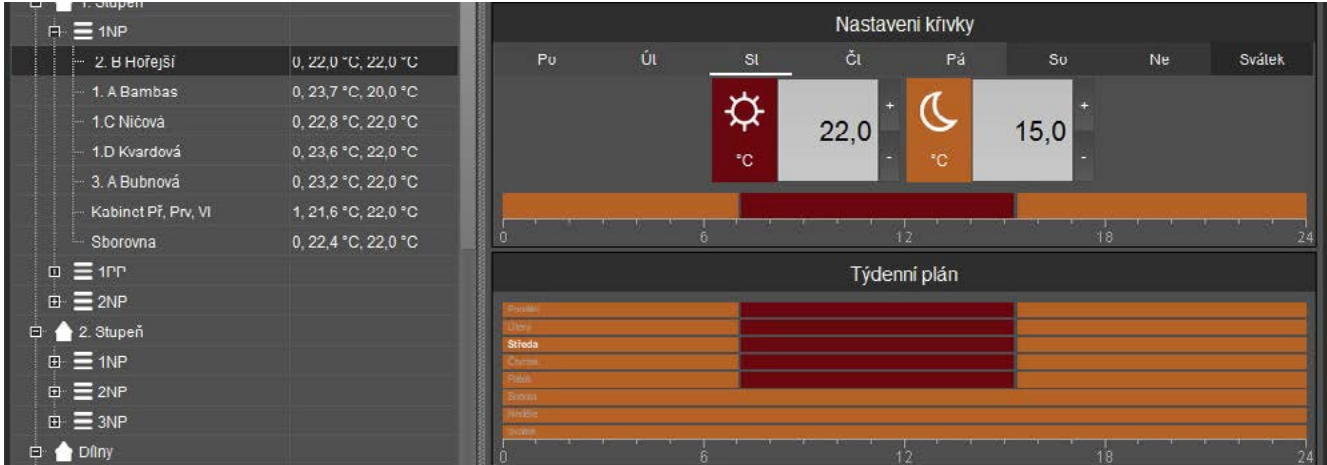 1. Stupeň
1NP
2. B Hořejší 0, 22,0 °C, 22,0 °C
1. A Bambas 0, 23,7 °C, 20,0 °C
1.C Ničová 0, 22,8 °C, 22,0 °C
1.D Kvardová 0, 23,6 °C, 22,0 °C
3. A Bubnová 0, 23,2 °C, 22,0 °C
Kabinet Př, Prv, Vl 1, 21,6 °C, 22,0 °C
Sborovna 0, 22,4 °C, 22,0 °C
1PP
2NP
2. Stupeň
1NP
2NP
3NP
Dílny
Nastavení křivky
Po Út St Čt Pá So Ne Svátek
22,0 + 15,0 +
°C - °C -
0 6 12 18 24
Týdenní plán
Pondělí
Úterý
Středa
Čtvrtek
Pátek
Sobota
Neděle
Svátek
0 6 12 18 24